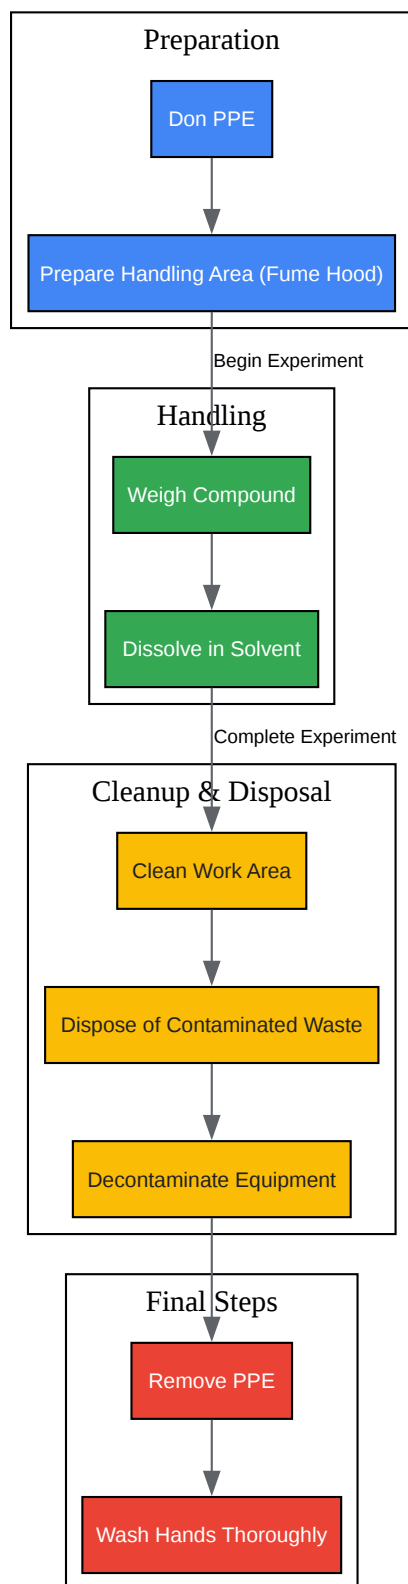 Preparation
Don PPE
Prepare Handling Area (Fume Hood)
Begin Experiment
Handling
Weigh Compound
Dissolve in Solvent
Complete Experiment
Cleanup & Disposal
Clean Work Area
Dispose of Contaminated Waste
Decontaminate Equipment
Final Steps
Remove PPE
Wash Hands Thoroughly